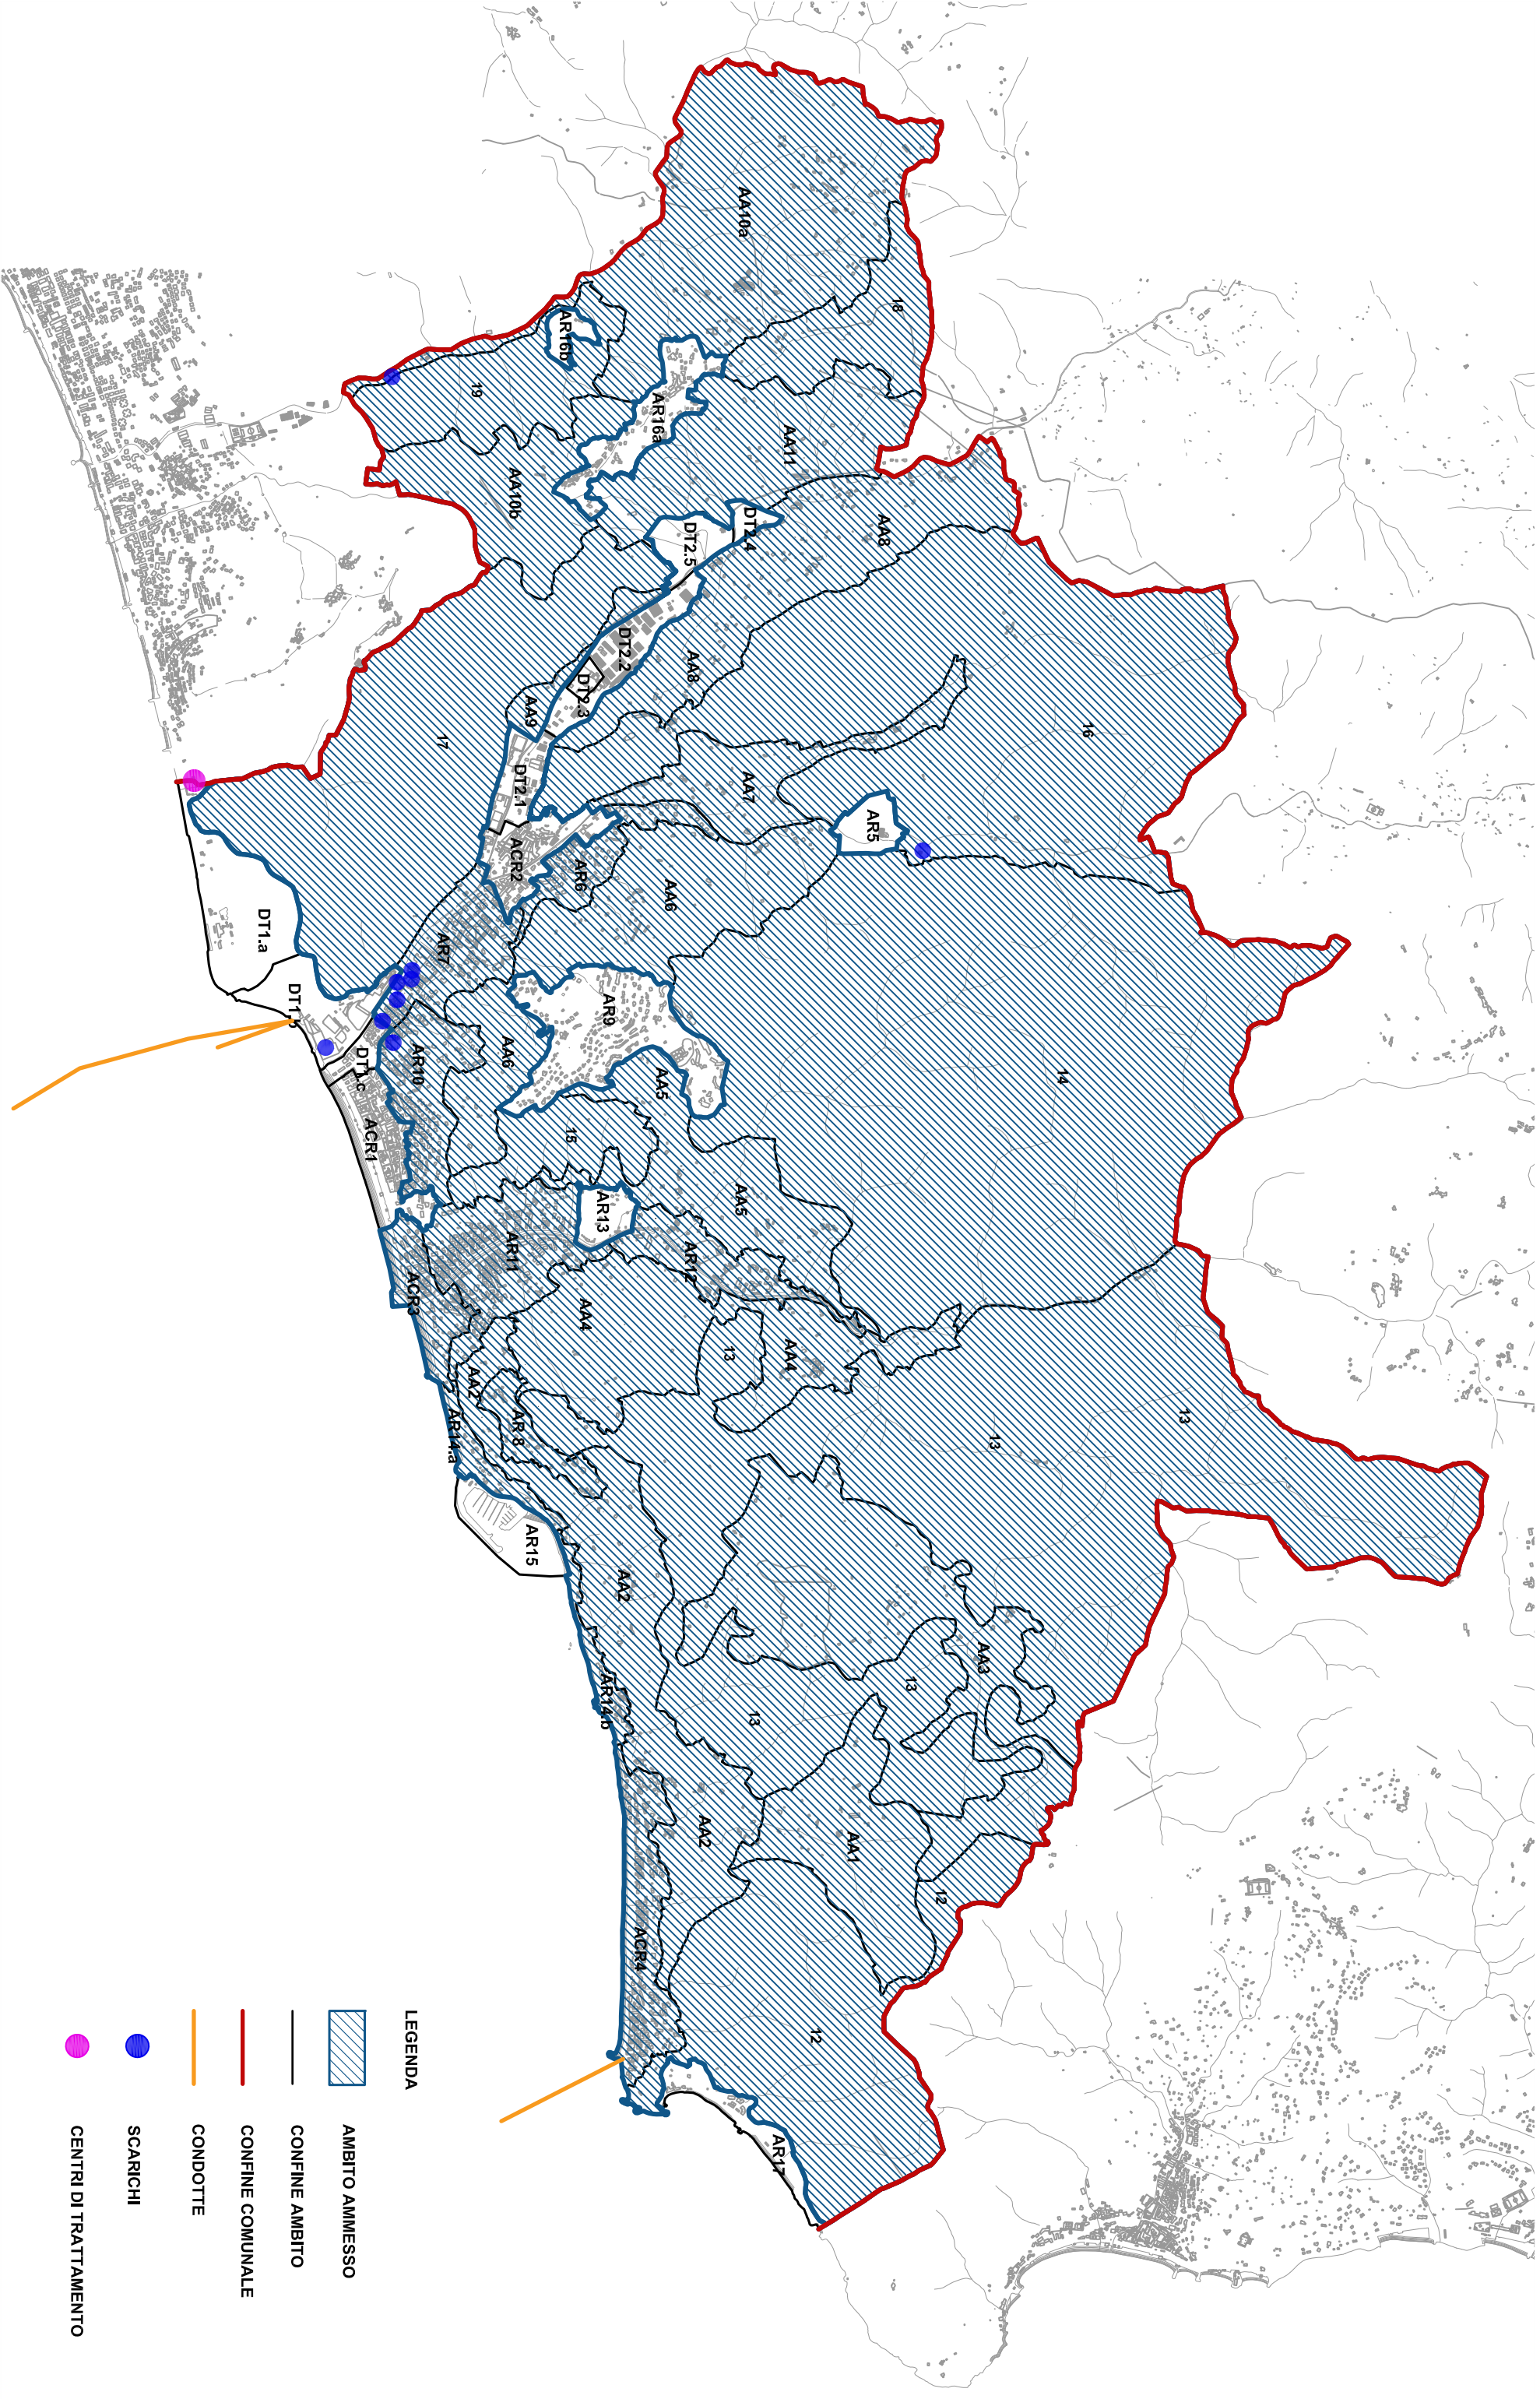 AA10a
18
AR16b
19
AR16a
AA11
AA10b
DT2.4
DT2.5
AA8
DT2.2
AA8
DT2.3
AA9
16
17
DT2.1
AA7
AR5
ACR2
AR6
AA6
DT1.a
AR7
DT1.b
AR9
AA6
DT1.c
AR10
AA5
14
ACR1
15
AA5
AR13
AR11
AR12
ACR3
AA4
13
AA4
AA2
AR14.a
AR8
13
13
AR15
AA2
AA3
13
AR14.b
13
AA2
AA1
12
ACR4
12
AR17
LEGENDA
AMBITO AMMESSO
CONFINE AMBITO
CONFINE COMUNALE
CONDOTTE
SCARICHI
CENTRI DI TRATTAMENTO